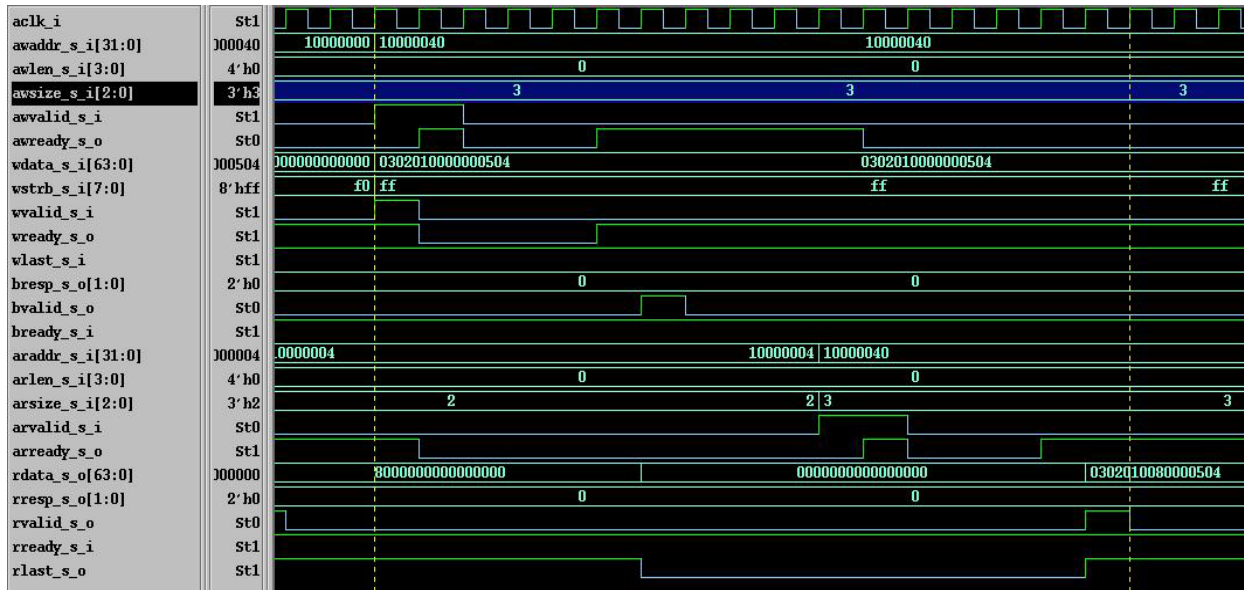 aclk_i St1
awaddr_s_i[31:0] )00040 10000000 10000040 10000040
awlen_s_i[3:0] 4'h0 0 0
awsize_s_i[2:0] 3'h3 3 3 3
awvalid_s_i St1
awready_s_o St0
wdata_s_i[63:0] )00504 )00000000000 0302010000000504 0302010000000504
wstrb_s_i[7:0] 8'hff f0 ff ff ff
wvalid_s_i St1
wready_s_o St1
wlast_s_i St1
bresp_s_o[1:0] 2'h0 0 0
bvalid_s_o St0
bready_s_i St1
araddr_s_i[31:0] )00004 .0000004 10000004 10000040
arlen_s_i[3:0] 4'h0 0 0
arsize_s_i[2:0] 3'h2 2 2 3 3
arvalid_s_i St0
arready_s_o St1
rdata_s_o[63:0] )00000 8000000000000000 0000000000000000 0302010080000504
rresp_s_o[1:0] 2'h0 0 0
rvalid_s_o St0
rready_s_i St1
rlast_s_o St1